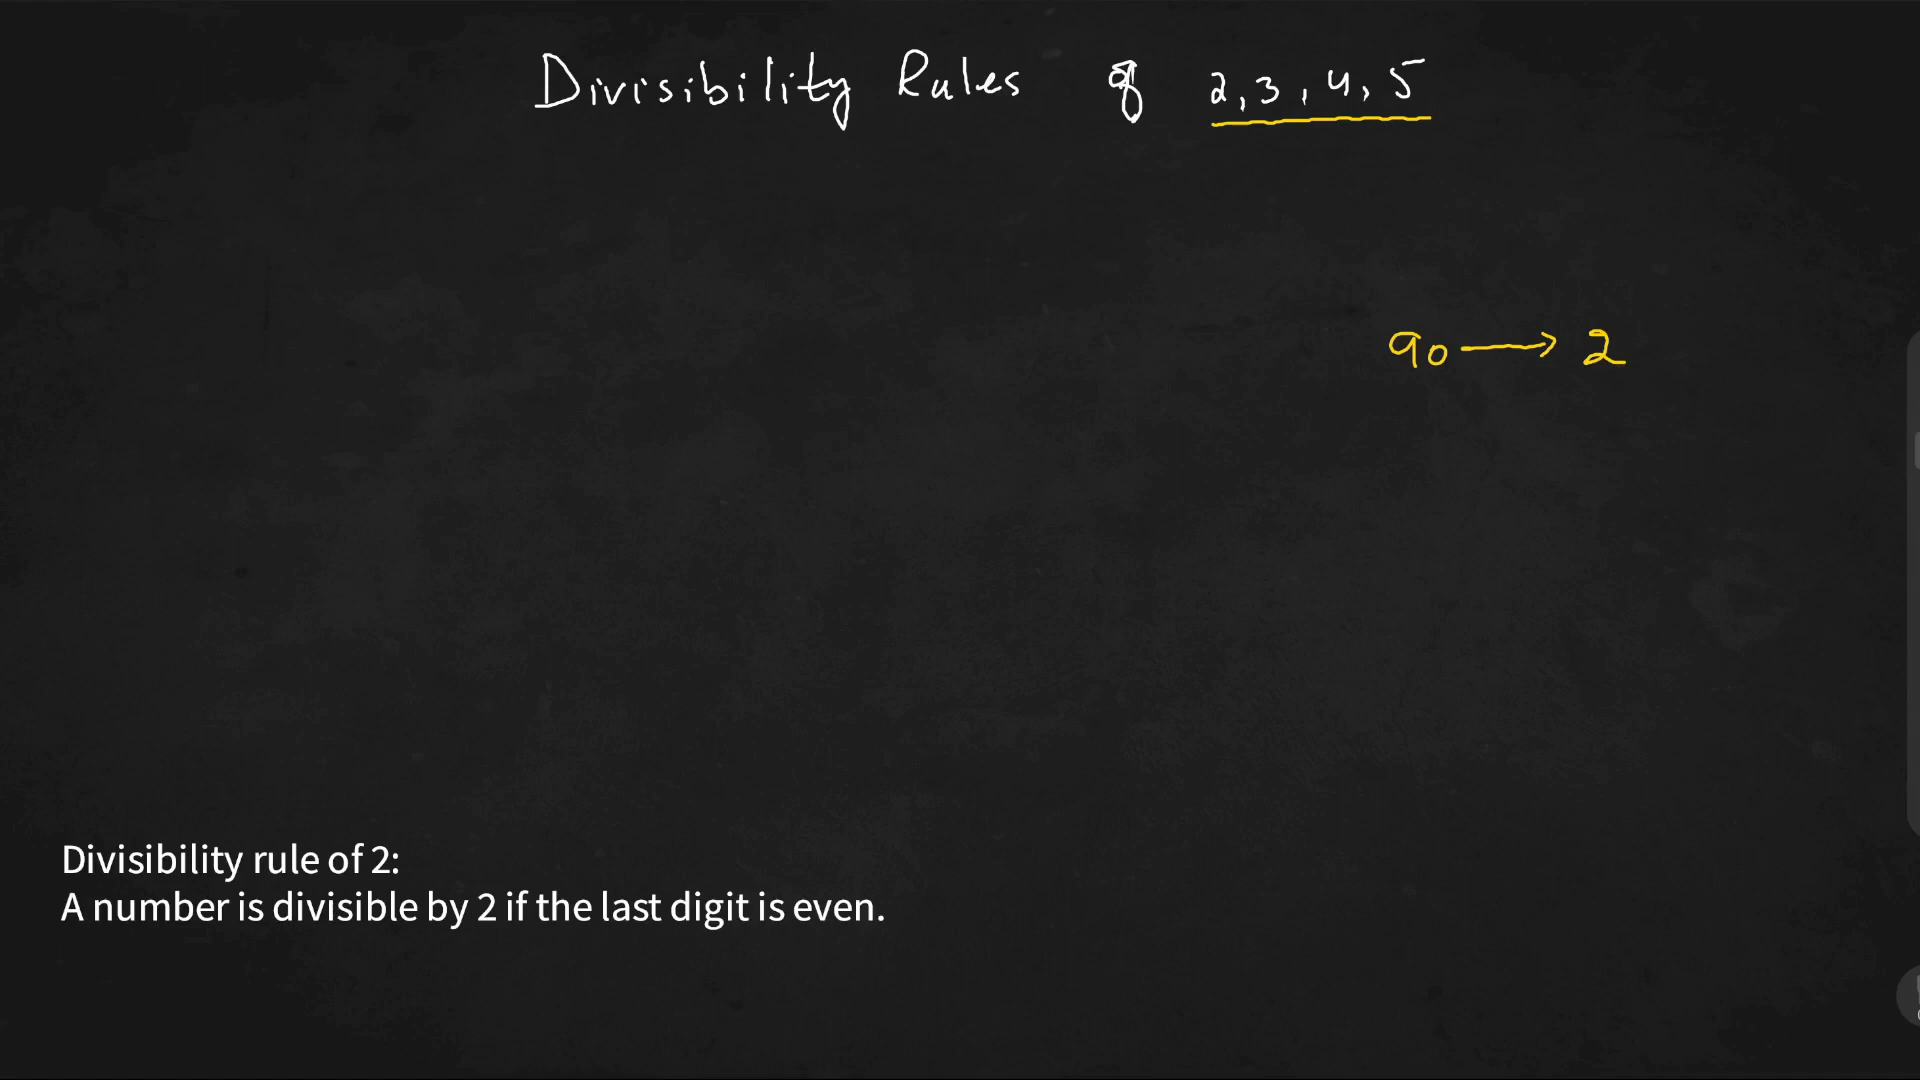 Divisibility Rules of 2, 3, 4, 5
90 → 2
Divisibility rule of 2:
A number is divisible by 2 if the last digit is even.